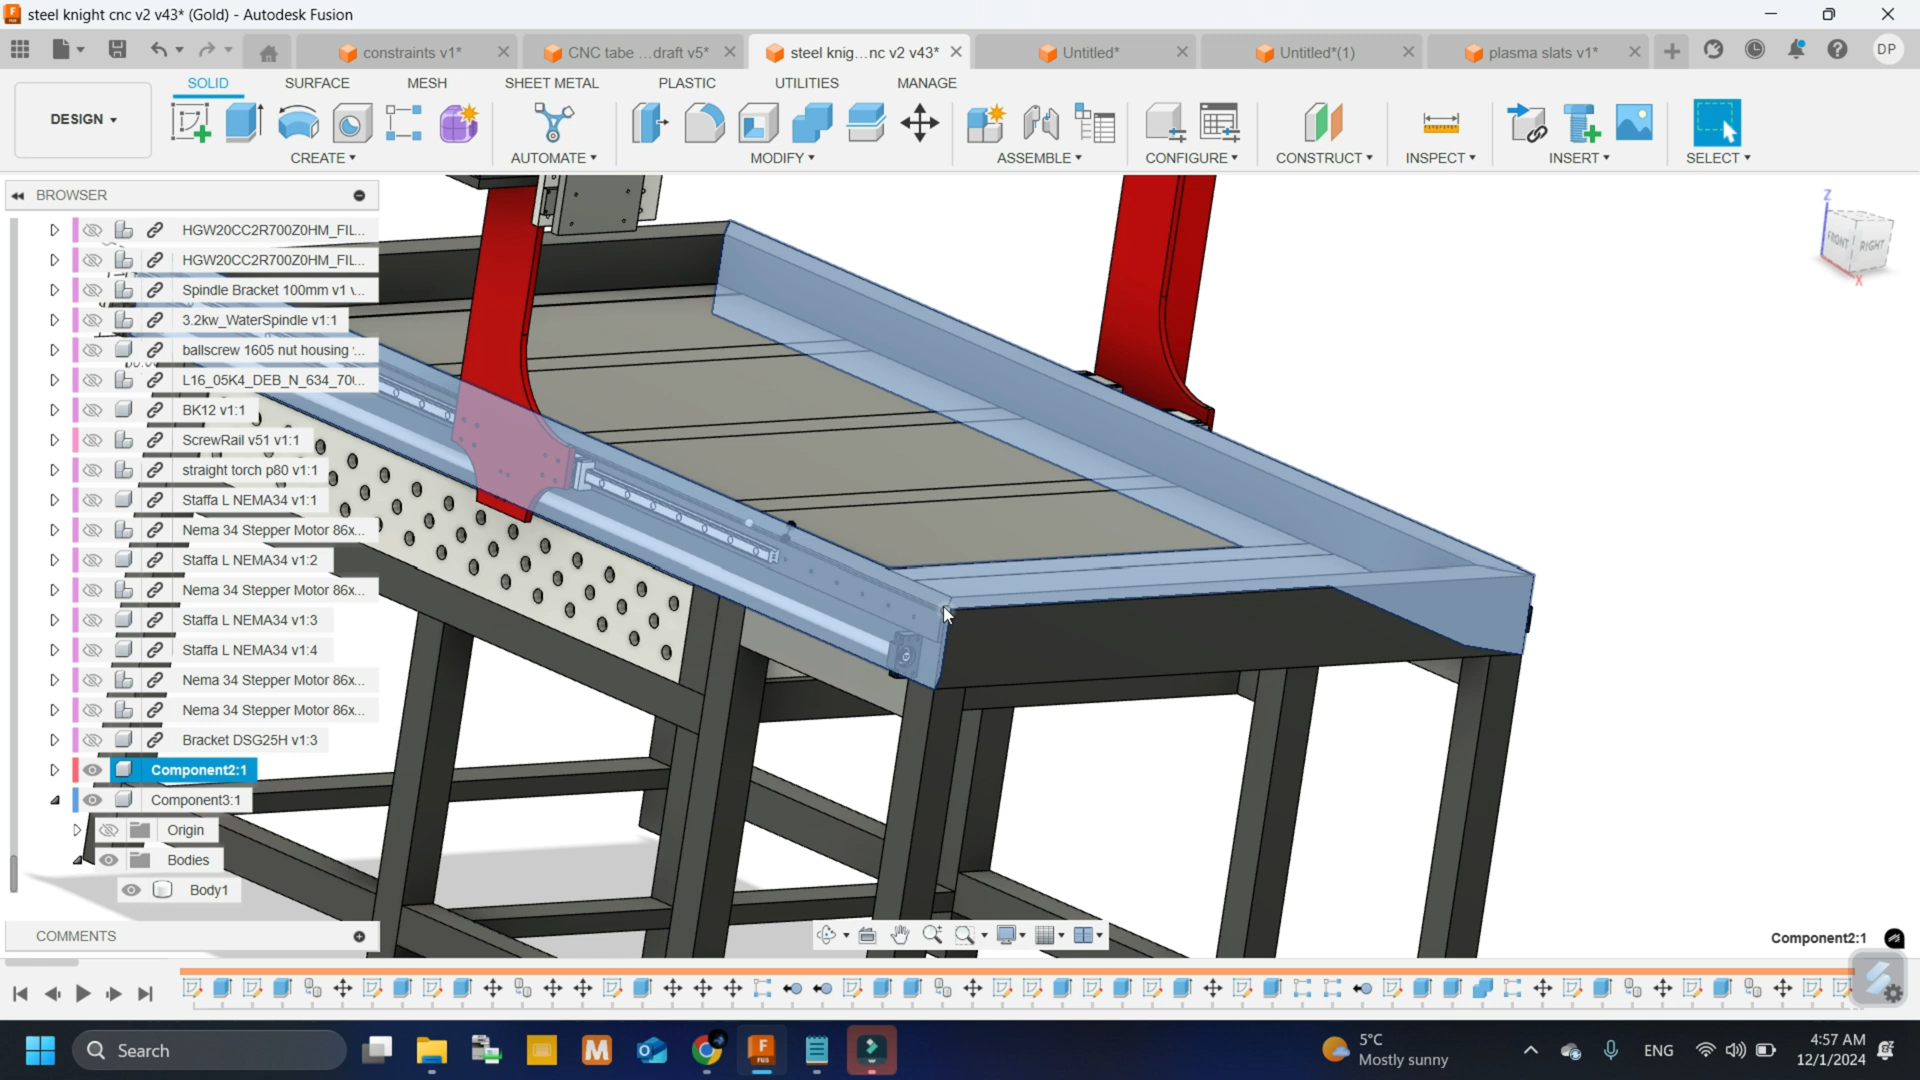 steel knight cnc v2 v43* (Gold) - Autodesk Fusion
constraints v1*
CNC tabe ...draft v5*
steel knig...nc v2 v43*
Untitled*
Untitled*(1)
plasma slats v1*
DP
DESIGN
SOLID
SURFACE
MESH
SHEET METAL
PLASTIC
UTILITIES
MANAGE
CREATE
AUTOMATE
MODIFY
ASSEMBLE
CONFIGURE
CONSTRUCT
INSPECT
INSERT
SELECT
BROWSER
HGW20CC2R700Z0HM_FIL...
HGW20CC2R700Z0HM_FIL...
Spindle Bracket 100mm v1 ...
3.2kw_WaterSpindle v1:1
ballscrew 1605 nut housing ...
L16_05K4_DEB_N_634_70...
BK12 v1:1
ScrewRail v51 v1:1
straight torch p80 v1:1
Staffa L NEMA34 v1:1
Nema 34 Stepper Motor 86x...
Staffa L NEMA34 v1:2
Nema 34 Stepper Motor 86x...
Staffa L NEMA34 v1:3
Staffa L NEMA34 v1:4
Nema 34 Stepper Motor 86x...
Nema 34 Stepper Motor 86x...
Bracket DSG25H v1:3
Component2:1
Component3:1
Origin
Bodies
Body1
Z
FRONT
RIGHT
X
COMMENTS
Component2:1
Search
5°C
Mostly sunny
ENG
4:57 AM
12/1/2024